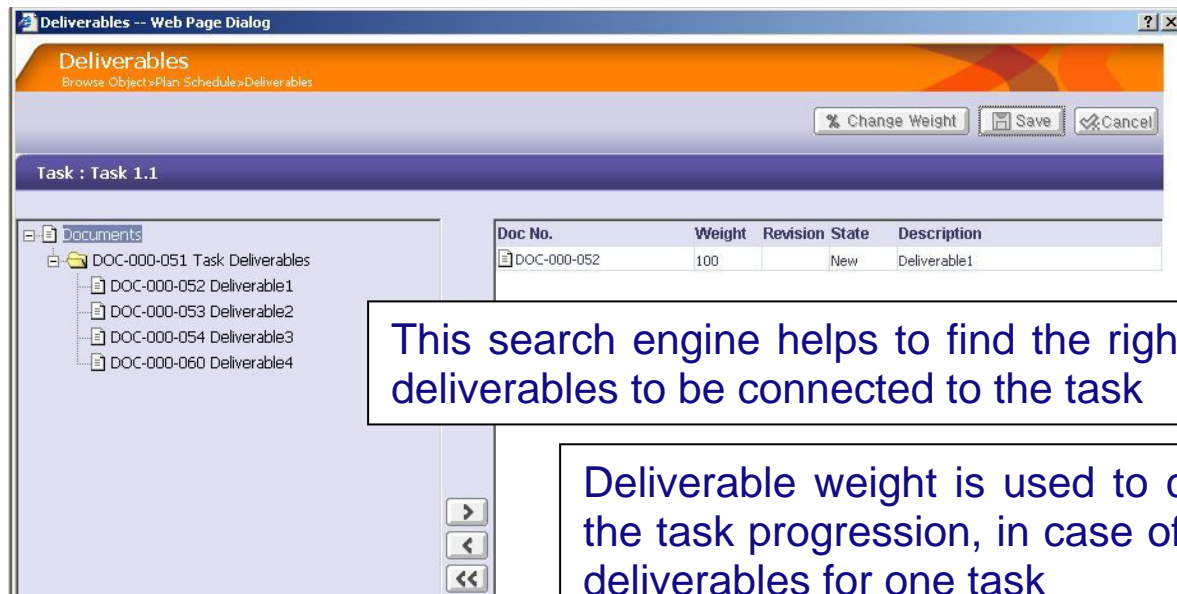 Deliverables -- Web Page Dialog
? X
Deliverables
Browse Object>Plan Schedule>Deliverables
% Change Weight Save Cancel
Task : Task 1.1
Documents
DOC-000-051 Task Deliverables
DOC-000-052 Deliverable1
DOC-000-053 Deliverable2
DOC-000-054 Deliverable3
DOC-000-060 Deliverable4
Doc No. Weight Revision State Description
DOC-000-052 100 New Deliverable1
This search engine helps to find the righ
deliverables to be connected to the task
Deliverable weight is used to
the task progression, in case of
deliverables for one task
>
<
<<